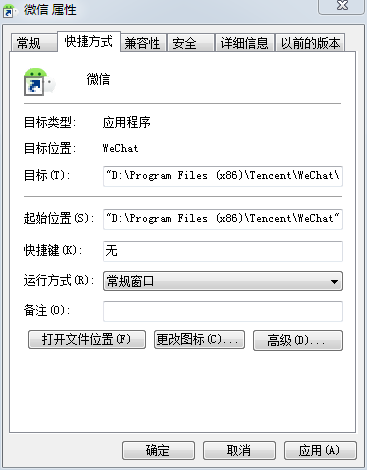 微信 属性
常规 快捷方式 兼容性 安全 详细信息 以前的版本
微信
目标类型: 应用程序
目标位置: WeChat
目标(T): "D:\Program Files (x86)\Tencent\WeChat\
起始位置(S): "D:\Program Files (x86)\Tencent\WeChat"
快捷键(K): 无
运行方式(R): 常规窗口
备注(O):
打开文件位置(F) 更改图标(C)... 高级(D)...
确定 取消 应用(A)